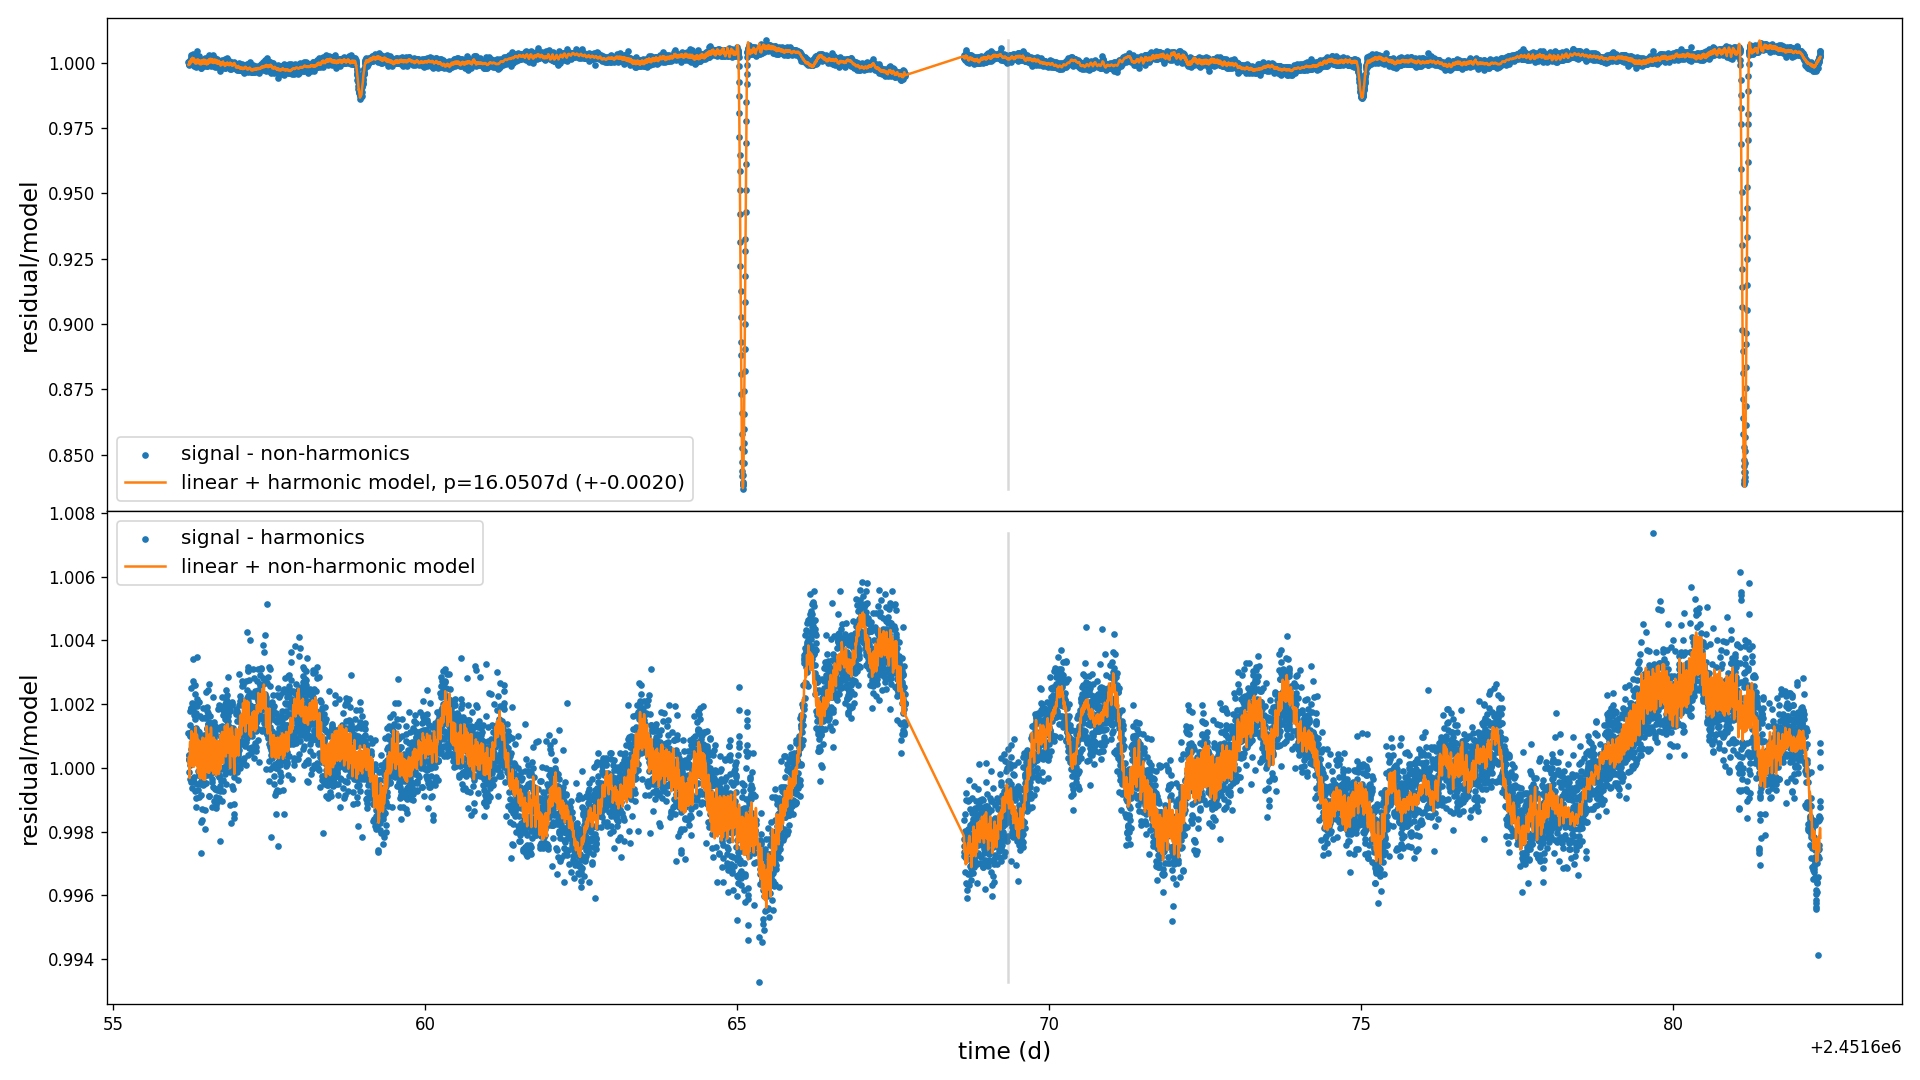 residual/model
1.000
0.975
0.950
0.925
0.900
0.875
0.850
signal - non-harmonics
linear + harmonic model, p=16.0507d (+-0.0020)
residual/model
1.008
1.006
1.004
1.002
1.000
0.998
0.996
0.994
signal - harmonics
linear + non-harmonic model
55 60 65 70 75 80
time (d)
+2.4516e6